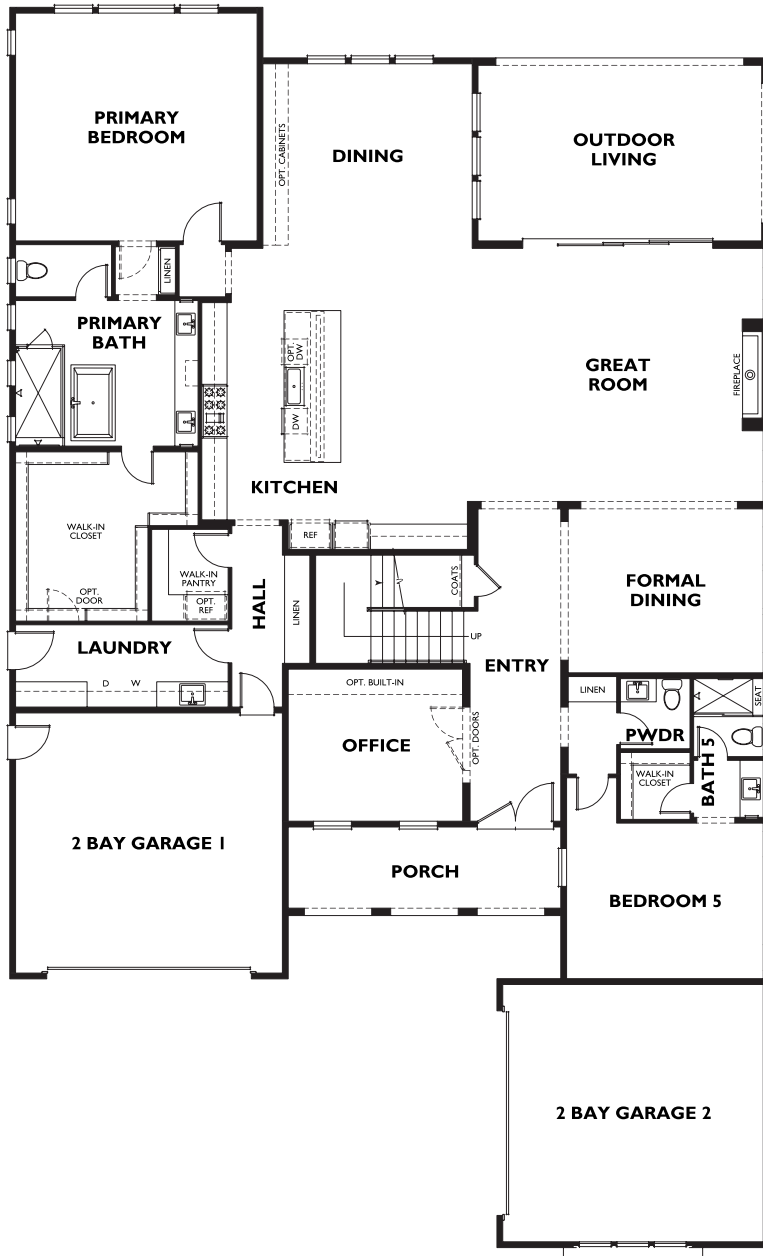 PRIMARY
BEDROOM
OPT. CABINETS
DINING
OUTDOOR
LIVING
LINEN
PRIMARY
BATH
OPT.
DW
DW
GREAT
ROOM
FIREPLACE
KITCHEN
REF
WALK-IN
CLOSET
OPT.
DOOR
WALK-IN
PANTRY
OPT.
REF
HALL
LINEN
COATS
UP
FORMAL
DINING
LAUNDRY
D W
ENTRY
OPT. BUILT-IN
OFFICE
OPT. DOORS
LINEN
PWDR
SEAT
BATH 5
WALK-IN
CLOSET
2 BAY GARAGE 1
PORCH
BEDROOM 5
2 BAY GARAGE 2